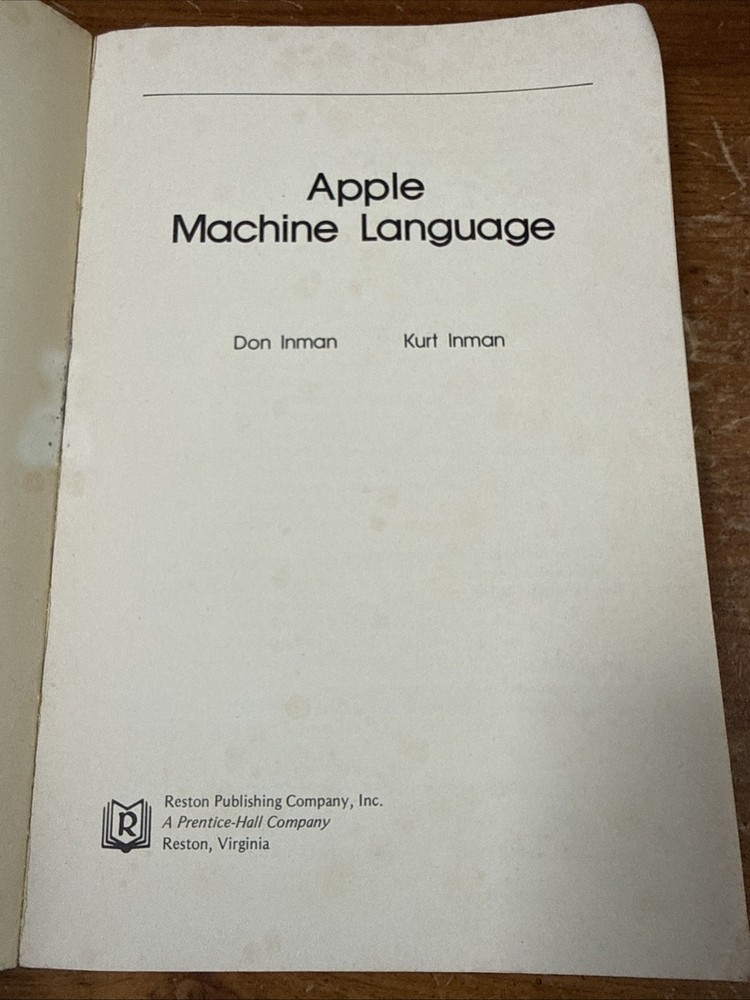 Apple
Machine Language
Don Inman Kurt Inman
R
Reston Publishing Company, Inc.
A Prentice-Hall Company
Reston, Virginia